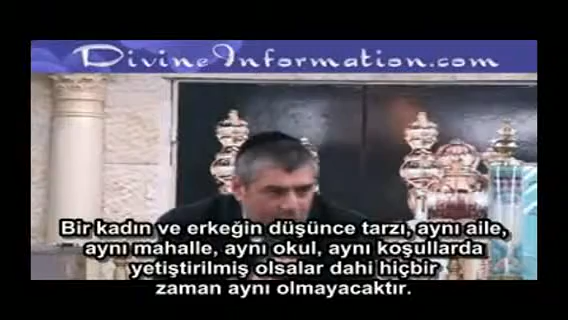 DivineInformation.com
Bir kadın ve erkeğin düşünce tarzı, aynı aile,
aynı mahalle, aynı okul, aynı koşullarda
yetiştirilmiş olsalar dahi hiçbir
zaman aynı olmayacaktır.